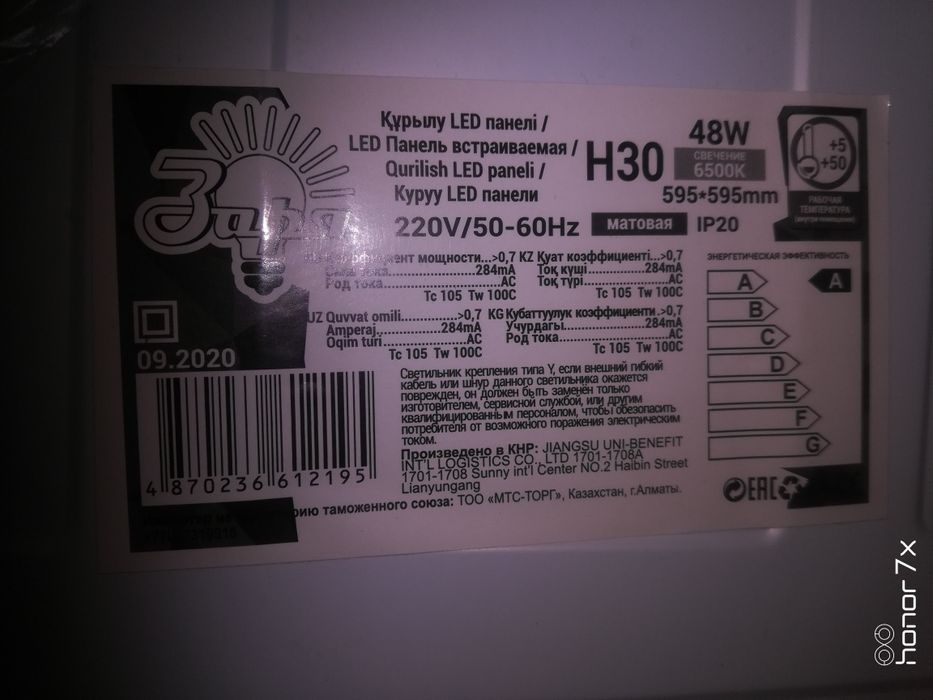 Заря
Құрылу LED панелі /
LED Панель встраиваемая /
Qurilish LED paneli /
Куруу LED панели
H30
48W
СВЕЧЕНИЕ
6500K
595*595mm
220V/50-60Hz
матовая
IP20
+5
+50
РАБОЧАЯ
ТЕМПЕРАТУРА
(внутри помещения)
мощности...>0,7
тока............284mA
Род тока............AC
Tc 105 Tw 100C
KZ Қуат коэффициенті...>0,7
Тоқ күші............284mA
Тоқ түрі............AC
Tc 105 Tw 100C
UZ Quvvat omili............>0,7
Amperaj............284mA
Oqim turi............AC
Tc 105 Tw 100C
KG Кубаттуулук коэффициенти.>0,7
Учурдагы............284mA
Род тока............AC
Tc 105 Tw 100C
ЭНЕРГЕТИЧЕСКАЯ ЭФФЕКТИВНОСТЬ
A
A
B
C
D
E
F
G
09.2020
4 870236 612195
Светильник крепления типа Y, если внешний гибкий
кабель или шнур данного светильника окажется
поврежден, он должен быть заменен только
изготовителем, сервисной службой, или другим
квалифицированным персоналом, чтобы обезопасить
потребителя от возможного поражения электрическим
током.
Произведено в КНР: JIANGSU UNI-BENEFIT
INT'L LOGISTICS CO., LTD 1701-1708A
1701-1708 Sunny int'l Center NO.2 Haibin Street
Lianyungang
таможенного союза: ТОО «МТС-ТОРГ», Казахстан, г.Алматы.
EAC
honor 7x